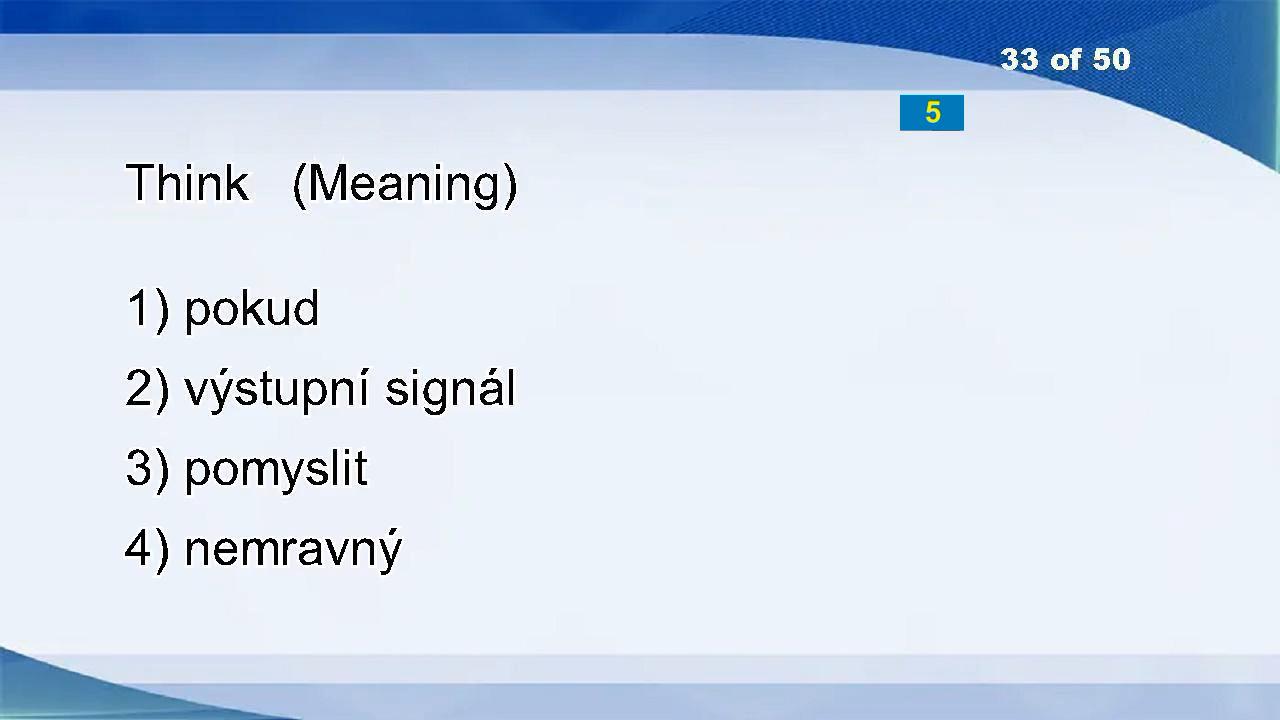 33 of 50
5
Think (Meaning)
1) pokud
2) výstupní signál
3) pomyslit
4) nemravný